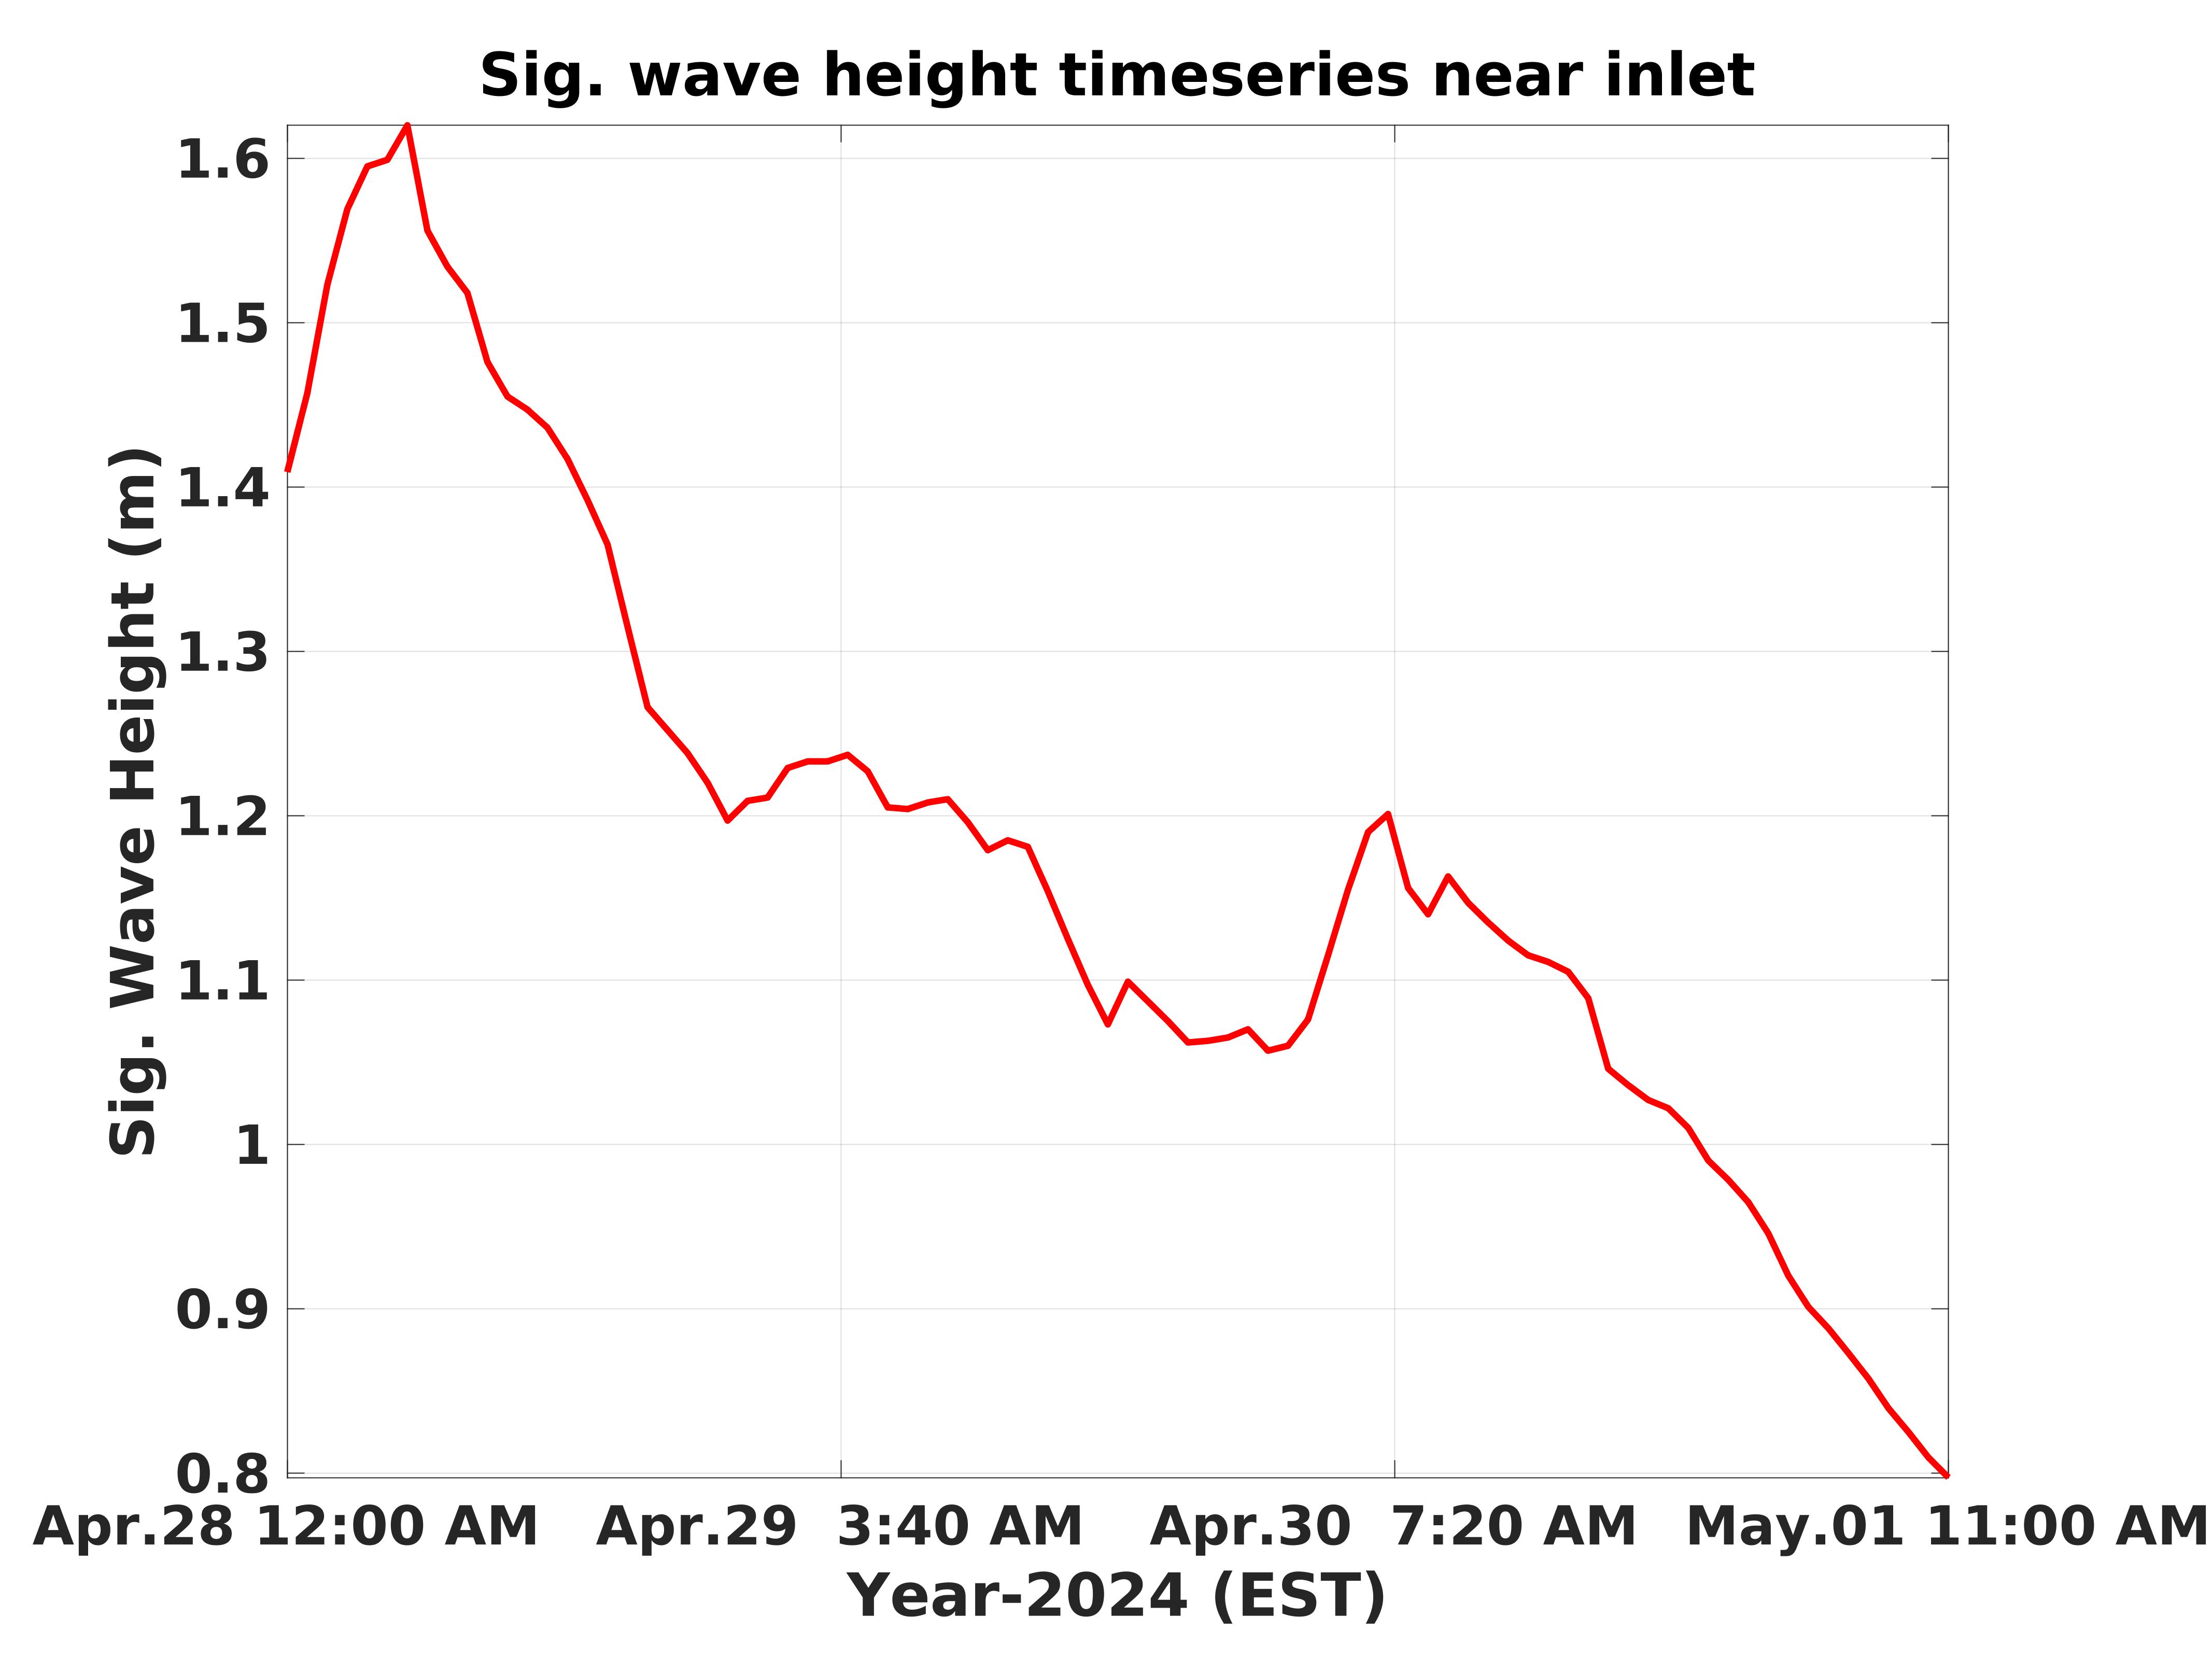 Sig. wave height timeseries near inlet
Sig. Wave Height (m)
1.6
1.5
1.4
1.3
1.2
1.1
1
0.9
0.8
Apr.28 12:00 AM Apr.29 3:40 AM Apr.30 7:20 AM May.01 11:00 AM
Year-2024 (EST)